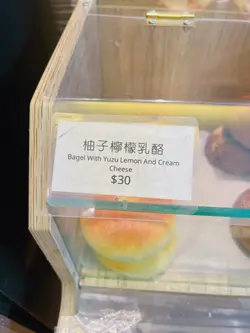 柚子檸檬乳酪
Bagel With Yuzu Lemon And Cream
Cheese
$30